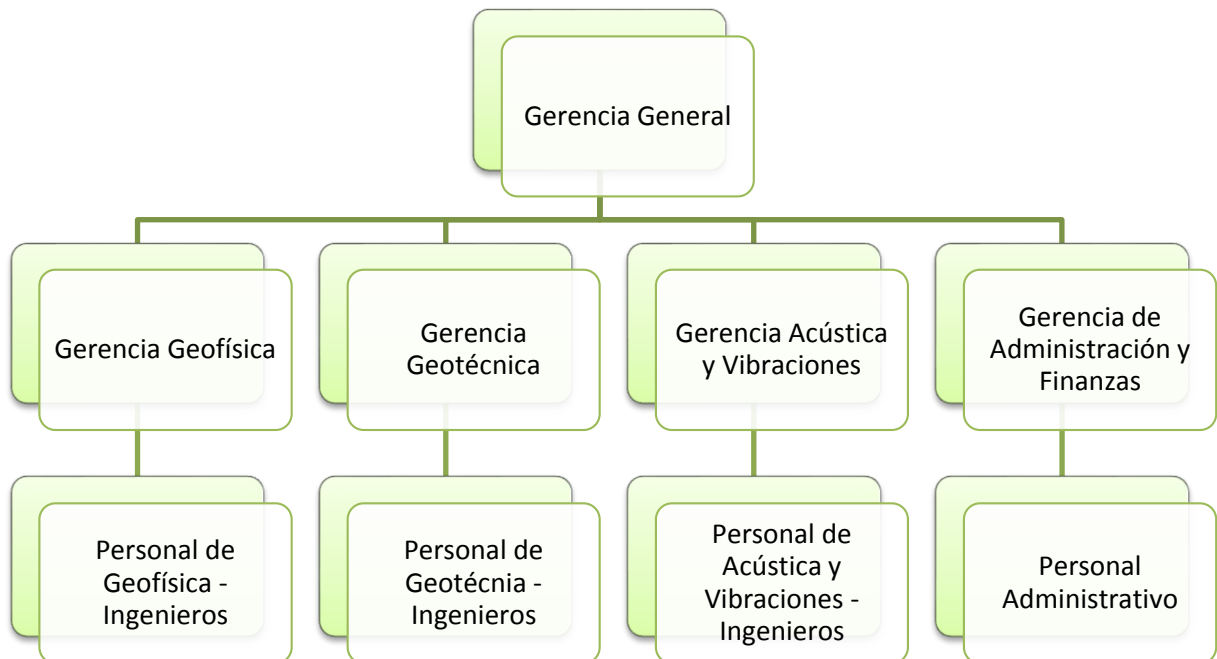 Gerencia General
Gerencia Geofísica
Gerencia
Geotécnica
Gerencia Acústica
y Vibraciones
Gerencia de
Administración y
Finanzas
Personal de
Geofísica -
Ingenieros
Personal de
Geotécnia -
Ingenieros
Personal de
Acústica y
Vibraciones -
Ingenieros
Personal
Administrativo